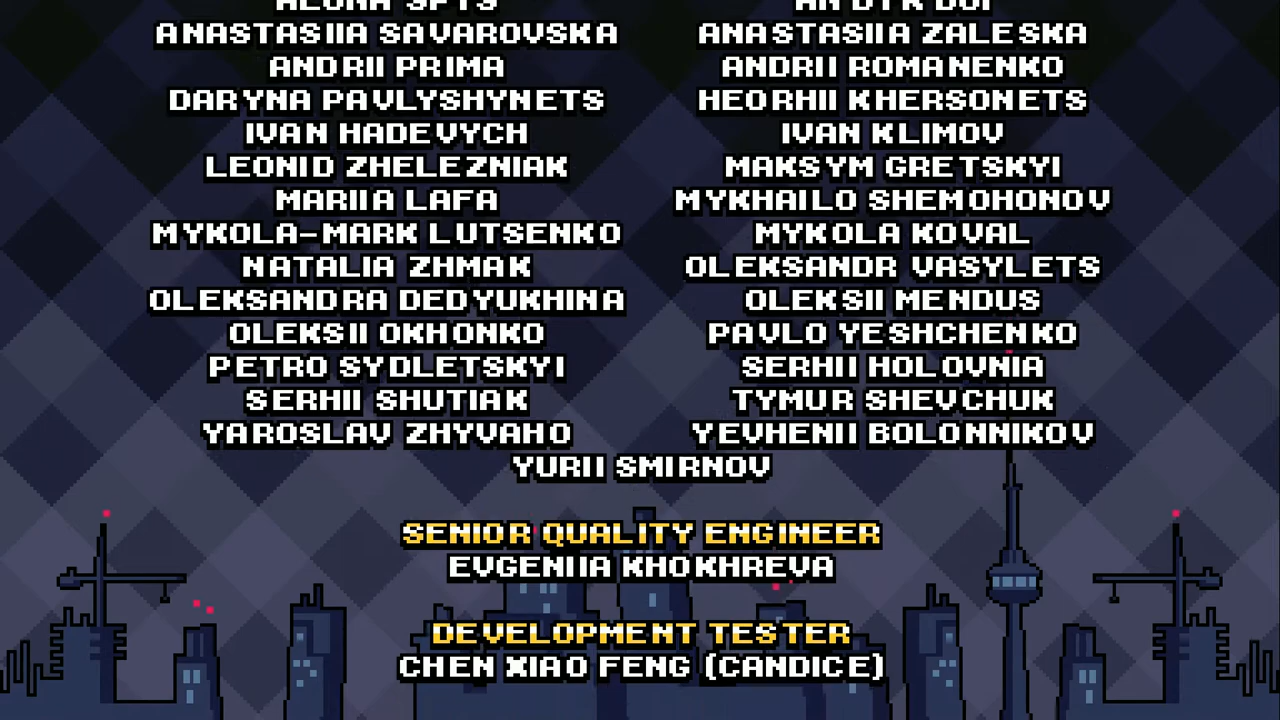 ANASTASIIA SAVAROVSKA ANASTASIIA ZALESKA
ANDRII PRIMA ANDRII ROMANENKO
DARYNA PAVLYSHYNETS HEORHII KHERSONETS
IVAN HADEVYCH IVAN KLIMOV
LEONID ZHELEZNIAK MAKSYM GRETSKYI
MARIIA LAFA MYKHAILO SHEMOHONOV
MYKOLA-MARK LUTSENKO MYKOLA KOVAL
NATALIA ZHMAK OLEKSANDR VASYLETS
OLEKSANDRA DEDYUKHINA OLEKSII MENDUS
OLEKSII OKHONKO PAVLO YESHCHENKO
PETRO SYDLETSKYI SERHII HOLOVNIA
SERHII SHUTIAK TYMUR SHEVCHUK
YAROSLAV ZHYVAHO YEVHENII BOLONNIKOV
YURII SMIRNOV
SENIOR QUALITY ENGINEER
EVGENIIA KHOKHREVA
DEVELOPMENT TESTER
CHEN XIAO FENG (CANDICE)